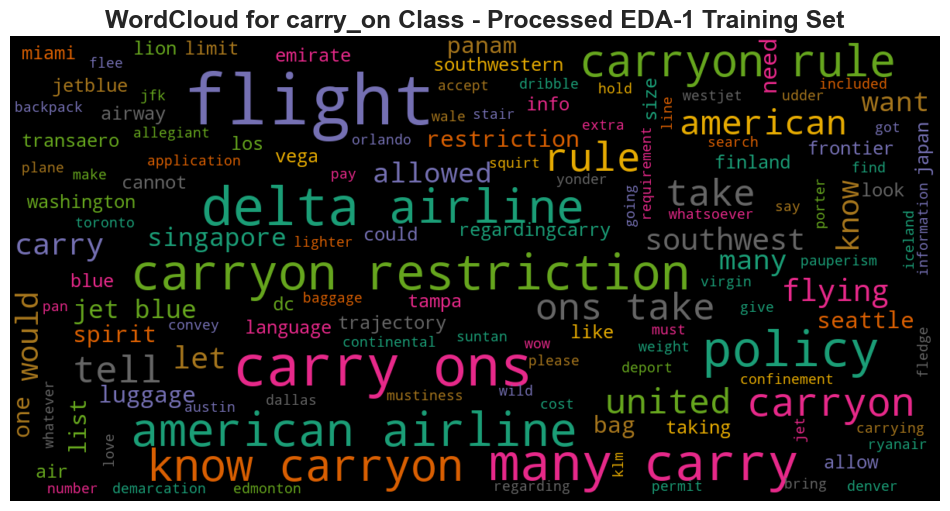 WordCloud for carry_on Class - Processed EDA-1 Training Set
miami
lion
limit
emirate
panam
carryon rule
need
flee
southwestern
jetblue
jfk
flight
accept
dribble
hold
size
line
westjet
included
backpack
airway
wale
stair
info
udder
want
transaero
allegiant
los
orlando
restriction
extra
american
got
japan
plane
application
vega
squirt
rule
requirement
search
frontier
make
cannot
pay
allowed
yonder
finland
find
washington
take
know
look
toronto
delta airline
going
whatsoever
say
porter
carry
singapore
lighter
could
regardingcarry
southwest
many
pauperism
iceland
information
blue
carryon restriction
virgin
flying
pan
jet blue
dc
baggage
tampa
ons take
give
seattle
would
spirit
convey
language
trajectory
continental
suntan
like
must
weight
policy
fledge
tell
let
carry ons
wow
please
deport
confinement
one
whatever
list
luggage
austin
dallas
mustiness
wild
cost
united
carryon
love
american airline
bag
taking
jet
carrying
ryanair
air
know carryon
many carry
klm
allow
number
demarcation
edmonton
regarding
permit
bring
denver